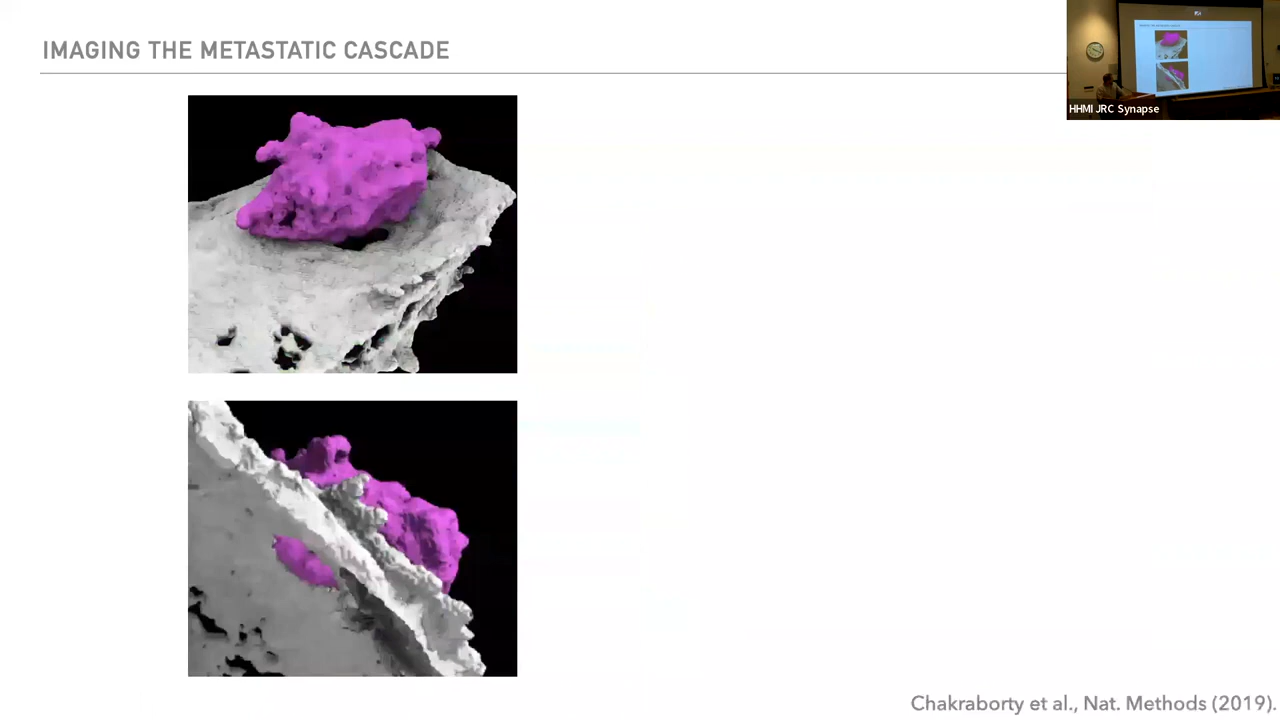 IMAGING THE METASTATIC CASCADE
HHMI JRC Synapse
Chakraborty et al., Nat. Methods (2019).